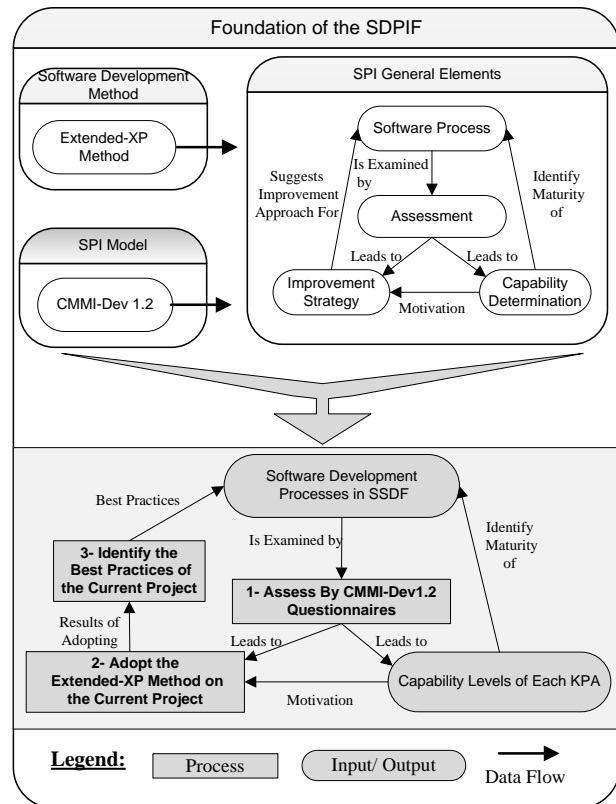 Foundation of the SDPIF
Software Development
Method
Extended-XP
Method
SPI Model
CMMI-Dev 1.2
SPI General Elements
Software Process
Is Examined
by
Suggests
Improvement
Approach For
Identify
Maturity
of
Assessment
Leads to
Leads to
Improvement
Strategy
Motivation
Capability
Determination
Software Development
Processes in SSDF
Best Practices
Is Examined by
Identify
Maturity
of
3- Identify the
Best Practices of
the Current Project
1- Assess By CMMI-Dev1.2
Questionnaires
Results of
Adopting
Leads to
Leads to
2- Adopt the
Extended-XP Method on
the Current Project
Motivation
Capability Levels of Each KPA
Legend:
Process
Input/ Output
Data Flow